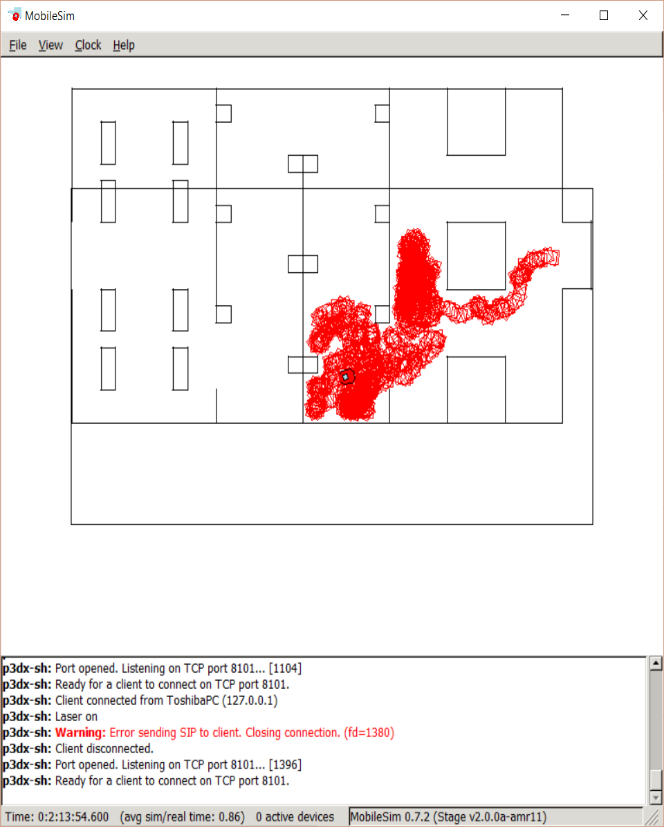 MobileSim
File View Clock Help
p3dx-sh: Port opened. Listening on TCP port 8101... [1104]
p3dx-sh: Ready for a client to connect on TCP port 8101.
p3dx-sh: Client connected from ToshibaPC (127.0.0.1)
p3dx-sh: Laser on
p3dx-sh: Warning: Error sending SIP to client. Closing connection. (fd=1380)
p3dx-sh: Client disconnected.
p3dx-sh: Port opened. Listening on TCP port 8101... [1396]
p3dx-sh: Ready for a client to connect on TCP port 8101.
Time: 0:2:13:54.600 (avg sim/real time: 0.86) 0 active devices MobileSim 0.7.2 (Stage v2.0.0a-amr11)